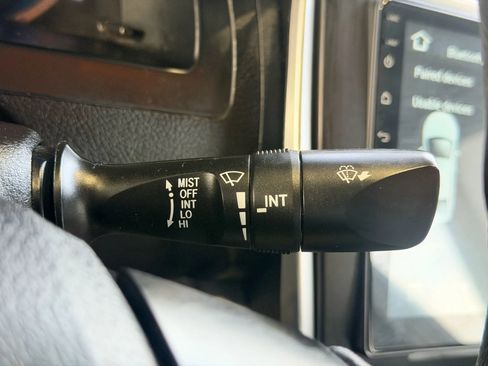 Bluetooth
Paired devices
Usable devices
MIST
OFF
INT
LO
HI
INT